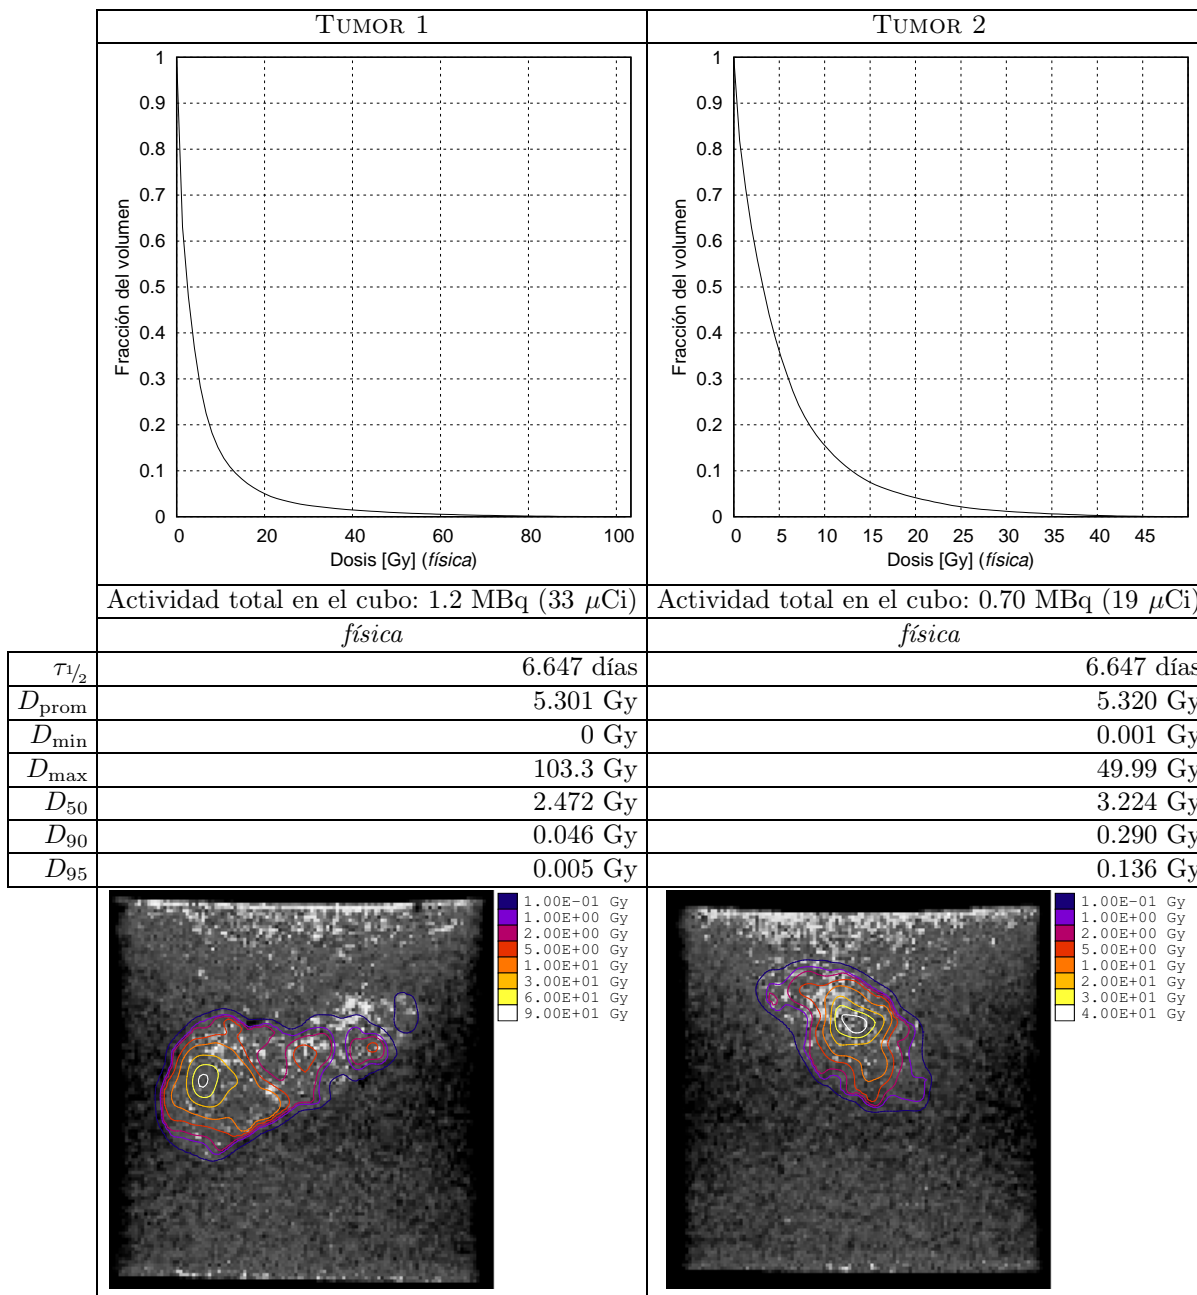 TUMOR 1
TUMOR 2
1
0.9
0.8
0.7
0.6
0.5
0.4
0.3
0.2
0.1
0
Fracción del volumen
0 20 40 60 80 100
Dosis [Gy] (física)
1
0.9
0.8
0.7
0.6
0.5
0.4
0.3
0.2
0.1
0
Fracción del volumen
0 5 10 15 20 25 30 35 40 45
Dosis [Gy] (física)
Actividad total en el cubo: 1.2 MBq (33 μCi)
Actividad total en el cubo: 0.70 MBq (19 μCi)
física
física
τ1/2 6.647 días 6.647 días
Dprom 5.301 Gy 5.320 Gy
Dmin 0 Gy 0.001 Gy
Dmax 103.3 Gy 49.99 Gy
D50 2.472 Gy 3.224 Gy
D90 0.046 Gy 0.290 Gy
D95 0.005 Gy 0.136 Gy
1.00E-01 Gy
1.00E+00 Gy
2.00E+00 Gy
5.00E+00 Gy
1.00E+01 Gy
3.00E+01 Gy
6.00E+01 Gy
9.00E+01 Gy
1.00E-01 Gy
1.00E+00 Gy
2.00E+00 Gy
5.00E+00 Gy
1.00E+01 Gy
2.00E+01 Gy
3.00E+01 Gy
4.00E+01 Gy